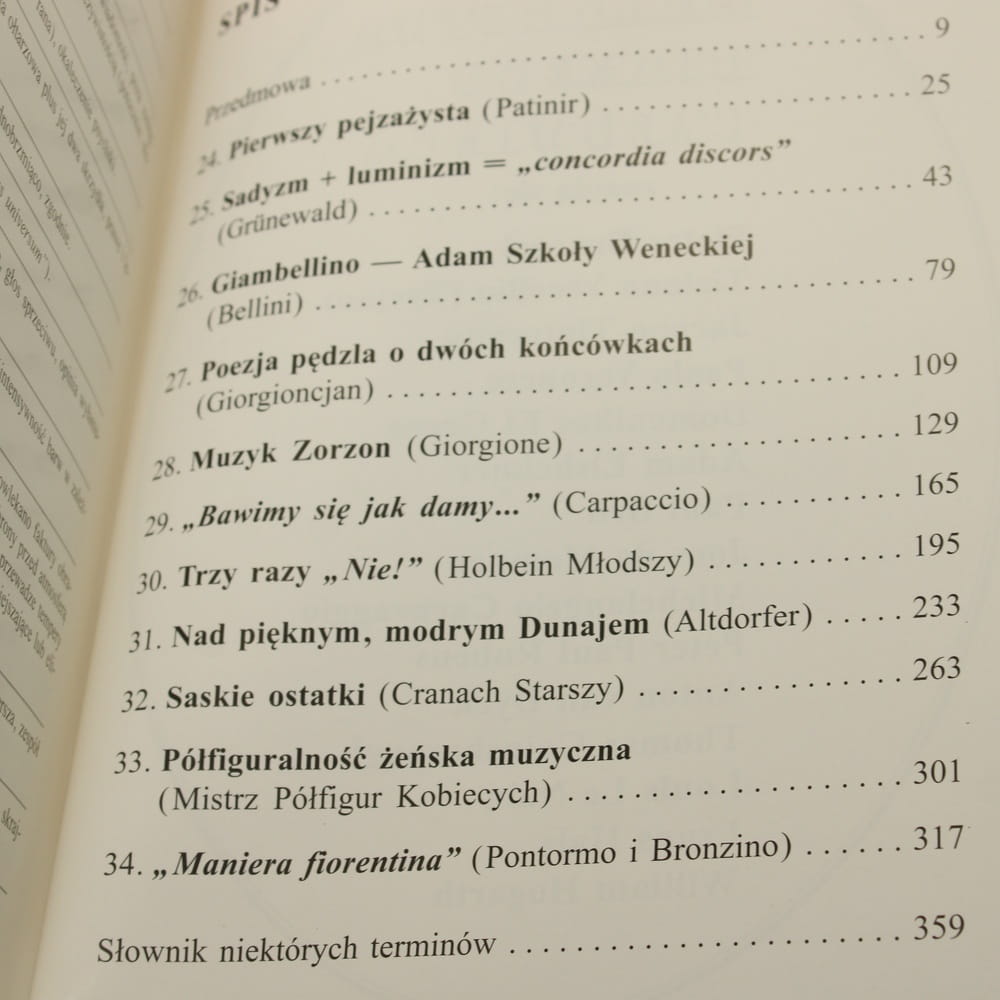 SPIS
Przedmowa . . . . . . . . . . . . . . . . . . . . . . . . . . . . . . 9
24. Pierwszy pejzażysta (Patinir) . . . . . . . . . . . . . . . . 25
25. Sadyzm + luminizm = „concordia discors”
(Grünewald) . . . . . . . . . . . . . . . . . . . . . . . . . . . . 43
26. Giambellino — Adam Szkoły Weneckiej
(Bellini) . . . . . . . . . . . . . . . . . . . . . . . . . . . . . . . 79
27. Poezja pędzla o dwóch końcówkach
(Giorgioncjan) . . . . . . . . . . . . . . . . . . . . . . . . . . 109
28. Muzyk Zorzon (Giorgione) . . . . . . . . . . . . . . . . . 129
29. „Bawimy się jak damy...” (Carpaccio) . . . . . . . . . 165
30. Trzy razy „Nie!” (Holbein Młodszy) . . . . . . . . . . 195
31. Nad pięknym, modrym Dunajem (Altdorfer) . . . . . 233
32. Saskie ostatki (Cranach Starszy) . . . . . . . . . . . . . . 263
33. Półfiguralność żeńska muzyczna
(Mistrz Półfigur Kobiecych) . . . . . . . . . . . . . . . . . 301
34. „Maniera fiorentina” (Pontormo i Bronzino) . . . . . . 317
Słownik niektórych terminów . . . . . . . . . . . . . . . . . . . . 359